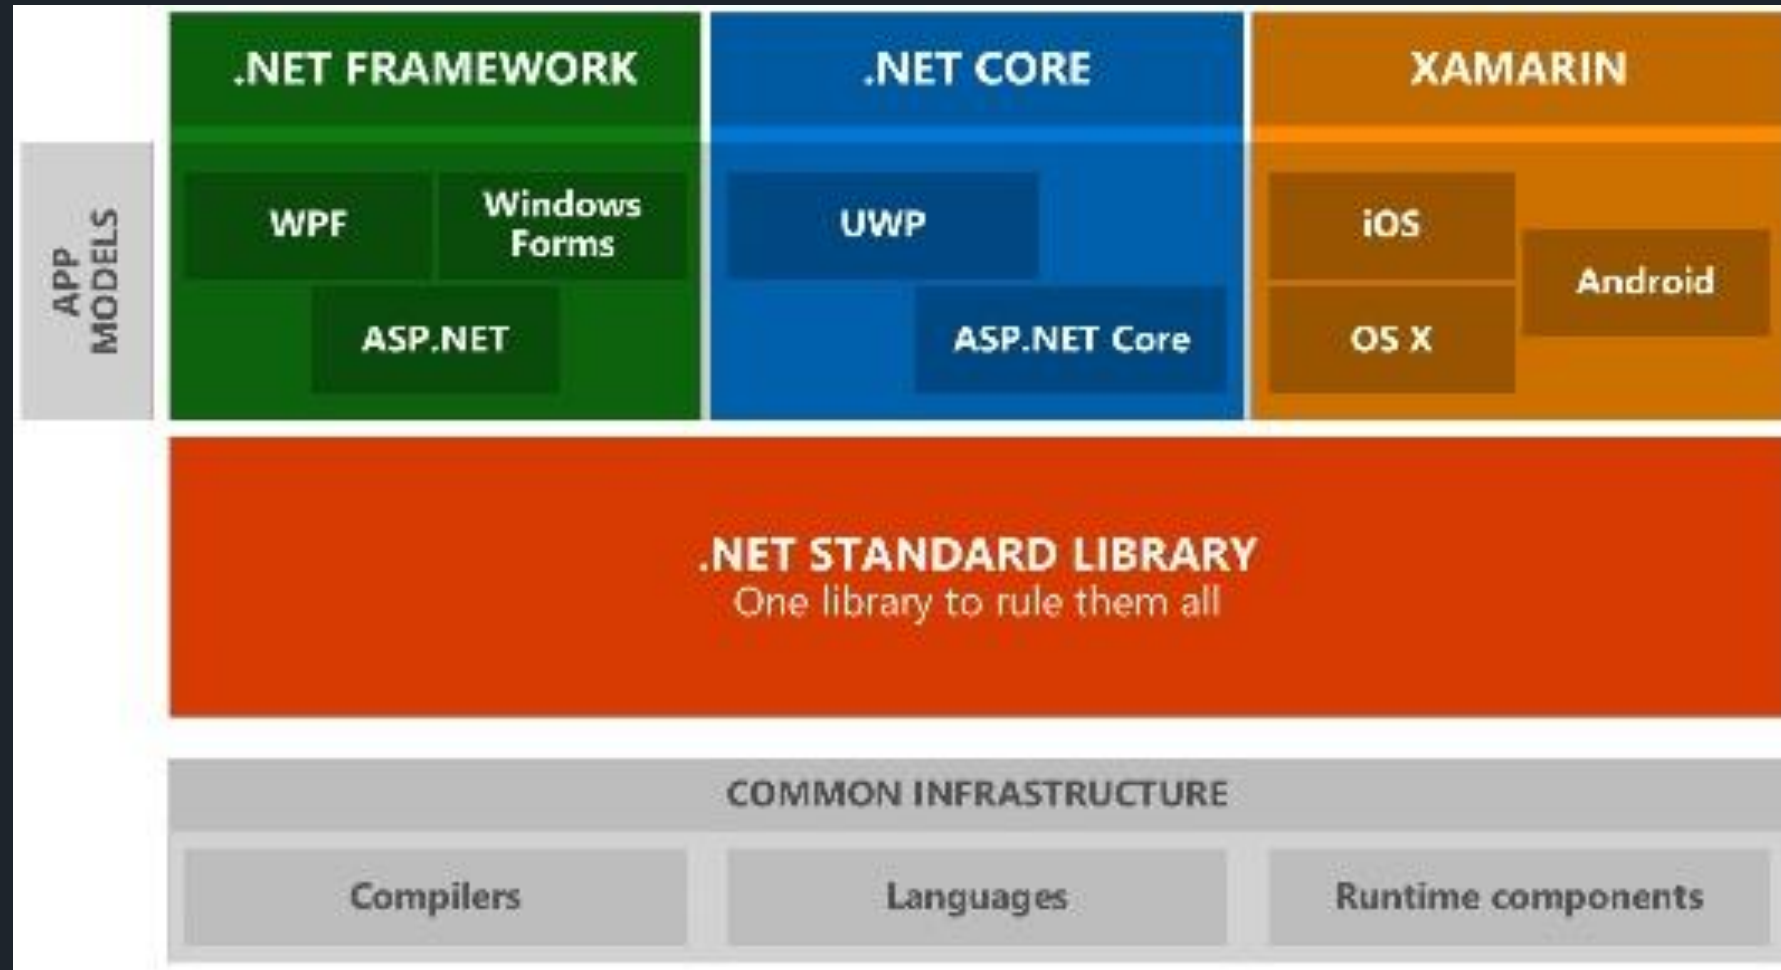 .NET FRAMEWORK
.NET CORE
XAMARIN
APP
MODELS
WPF
Windows
Forms
ASP.NET
UWP
ASP.NET Core
iOS
Android
OS X
.NET STANDARD LIBRARY
One library to rule them all
COMMON INFRASTRUCTURE
Compilers
Languages
Runtime components